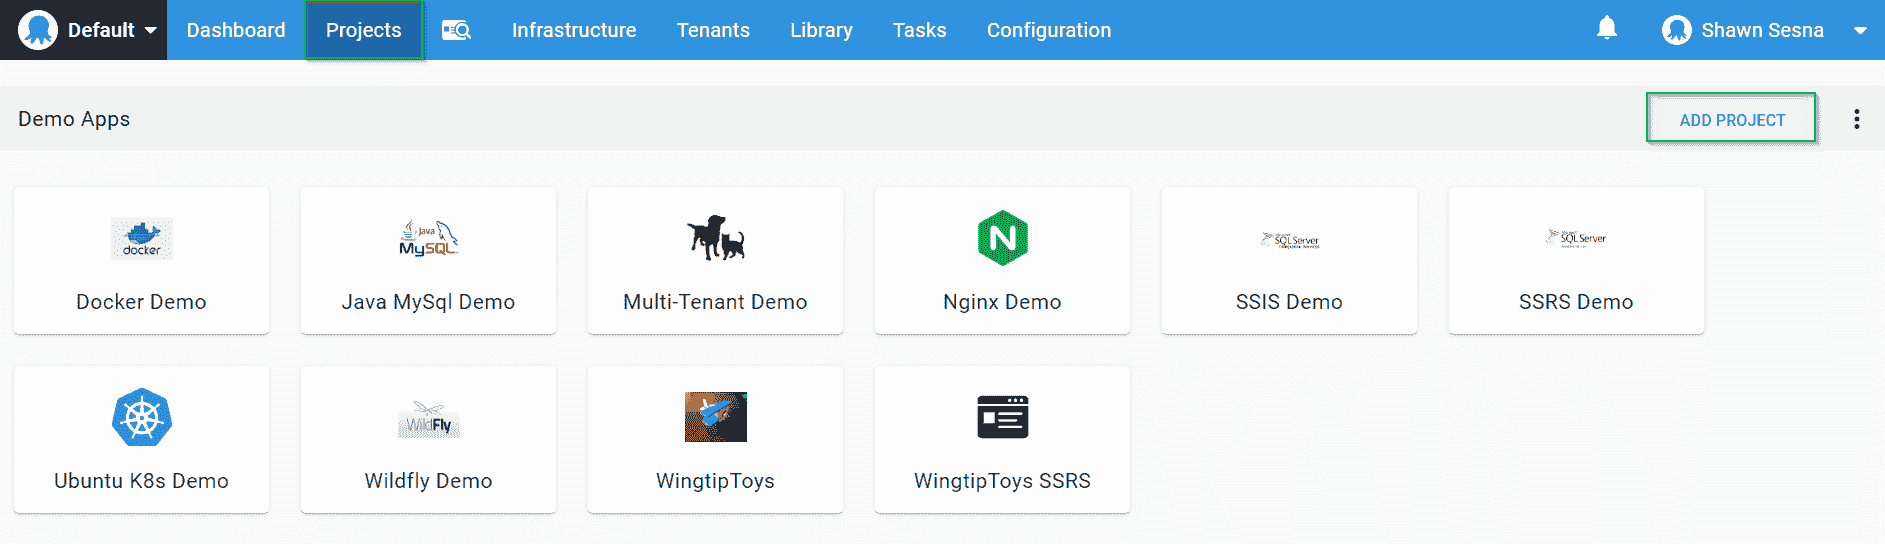 Default Dashboard Projects Infrastructure Tenants Library Tasks Configuration Shawn Sesna
Demo Apps ADD PROJECT
docker
Java
MySQL
N
SQL Server
SQL Server
Docker Demo Java MySql Demo Multi-Tenant Demo Nginx Demo SSIS Demo SSRS Demo
WildFly
Ubuntu K8s Demo Wildfly Demo WingtipToys WingtipToys SSRS